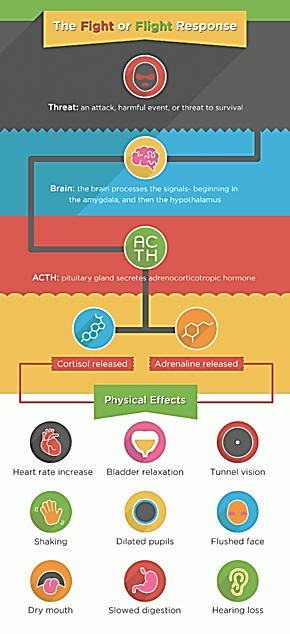 The Fight or Flight Response
Threat: an attack, harmful event, or threat to survival
Brain: the brain processes the signals- beginning in
the amygdala, and then the hypothalamus
AC
TH
ACTH: pituitary gland secretes adrenocorticotropic hormone
Cortisol released
Adrenaline released
Physical Effects
Heart rate increase
Bladder relaxation
Tunnel vision
Shaking
Dilated pupils
Flushed face
Dry mouth
Slowed digestion
Hearing loss